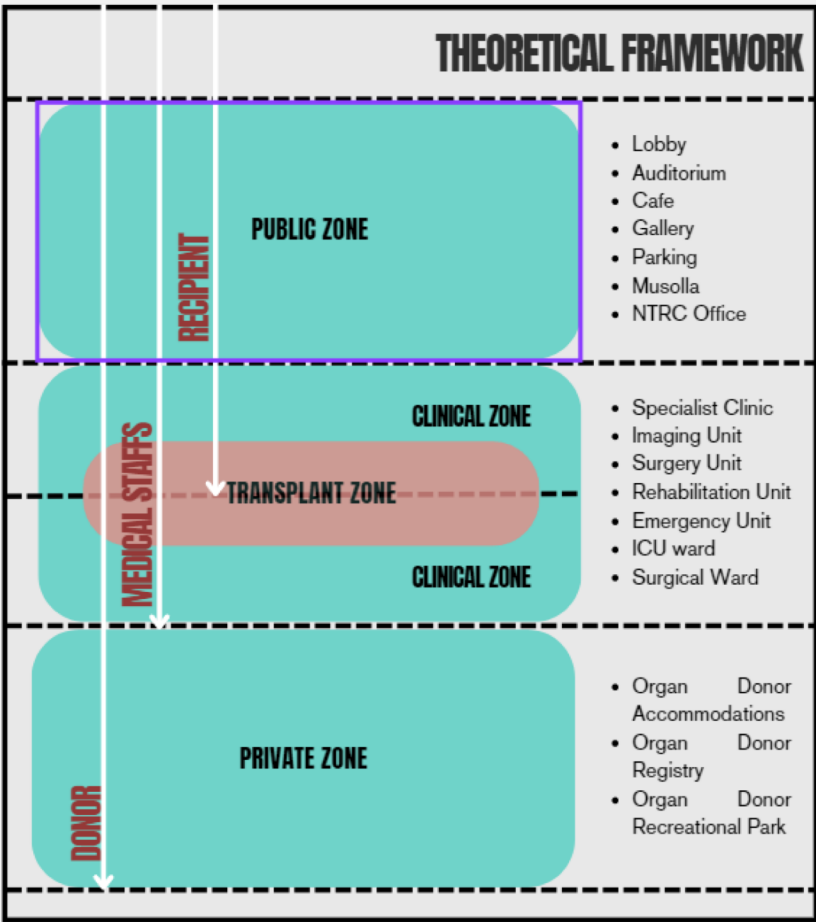 THEORETICAL FRAMEWORK
PUBLIC ZONE
RECIPIENT
• Lobby
• Auditorium
• Cafe
• Gallery
• Parking
• Musolla
• NTRC Office
CLINICAL ZONE
TRANSPLANT ZONE
CLINICAL ZONE
MEDICAL STAFFS
• Specialist Clinic
• Imaging Unit
• Surgery Unit
• Rehabilitation Unit
• Emergency Unit
• ICU ward
• Surgical Ward
PRIVATE ZONE
DONOR
• Organ Donor
Accommodations
• Organ Donor
Registry
• Organ Donor
Recreational Park